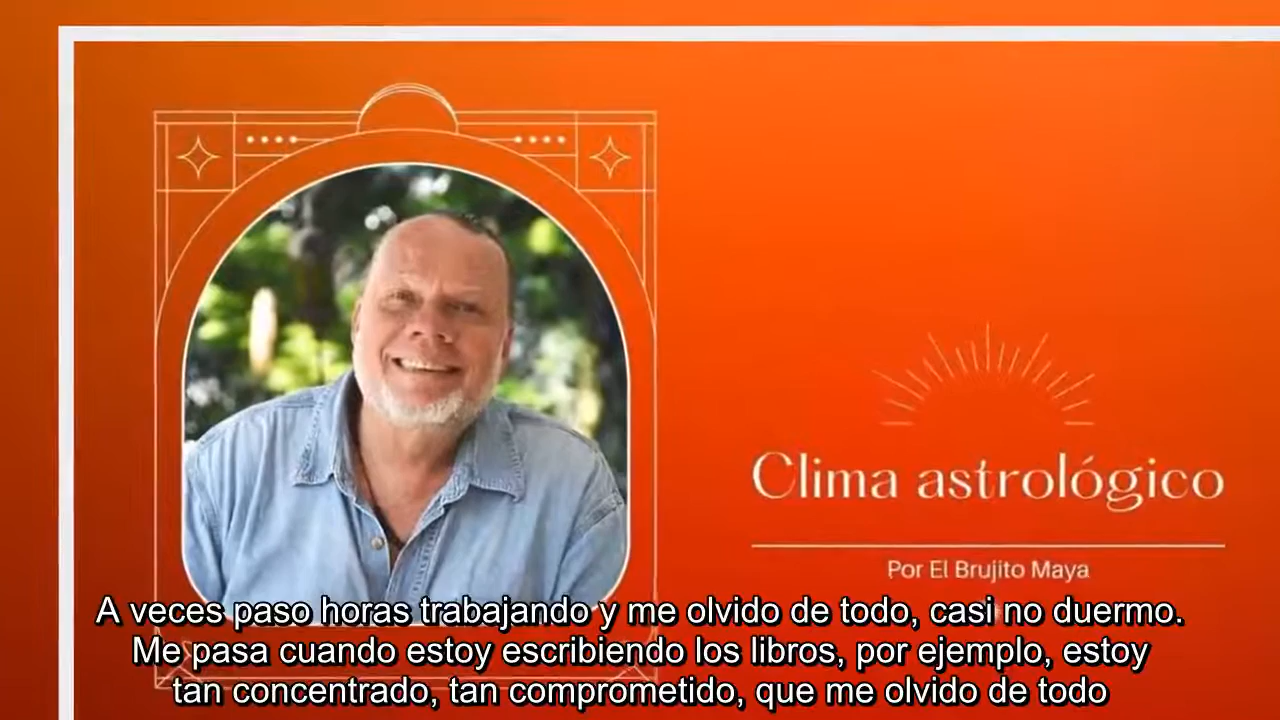 Clima astrológico
Por El Brujito Maya
A veces paso horas trabajando y me olvido de todo, casi no duermo.
Me pasa cuando estoy escribiendo los libros, por ejemplo, estoy
tan concentrado, tan comprometido, que me olvido de todo